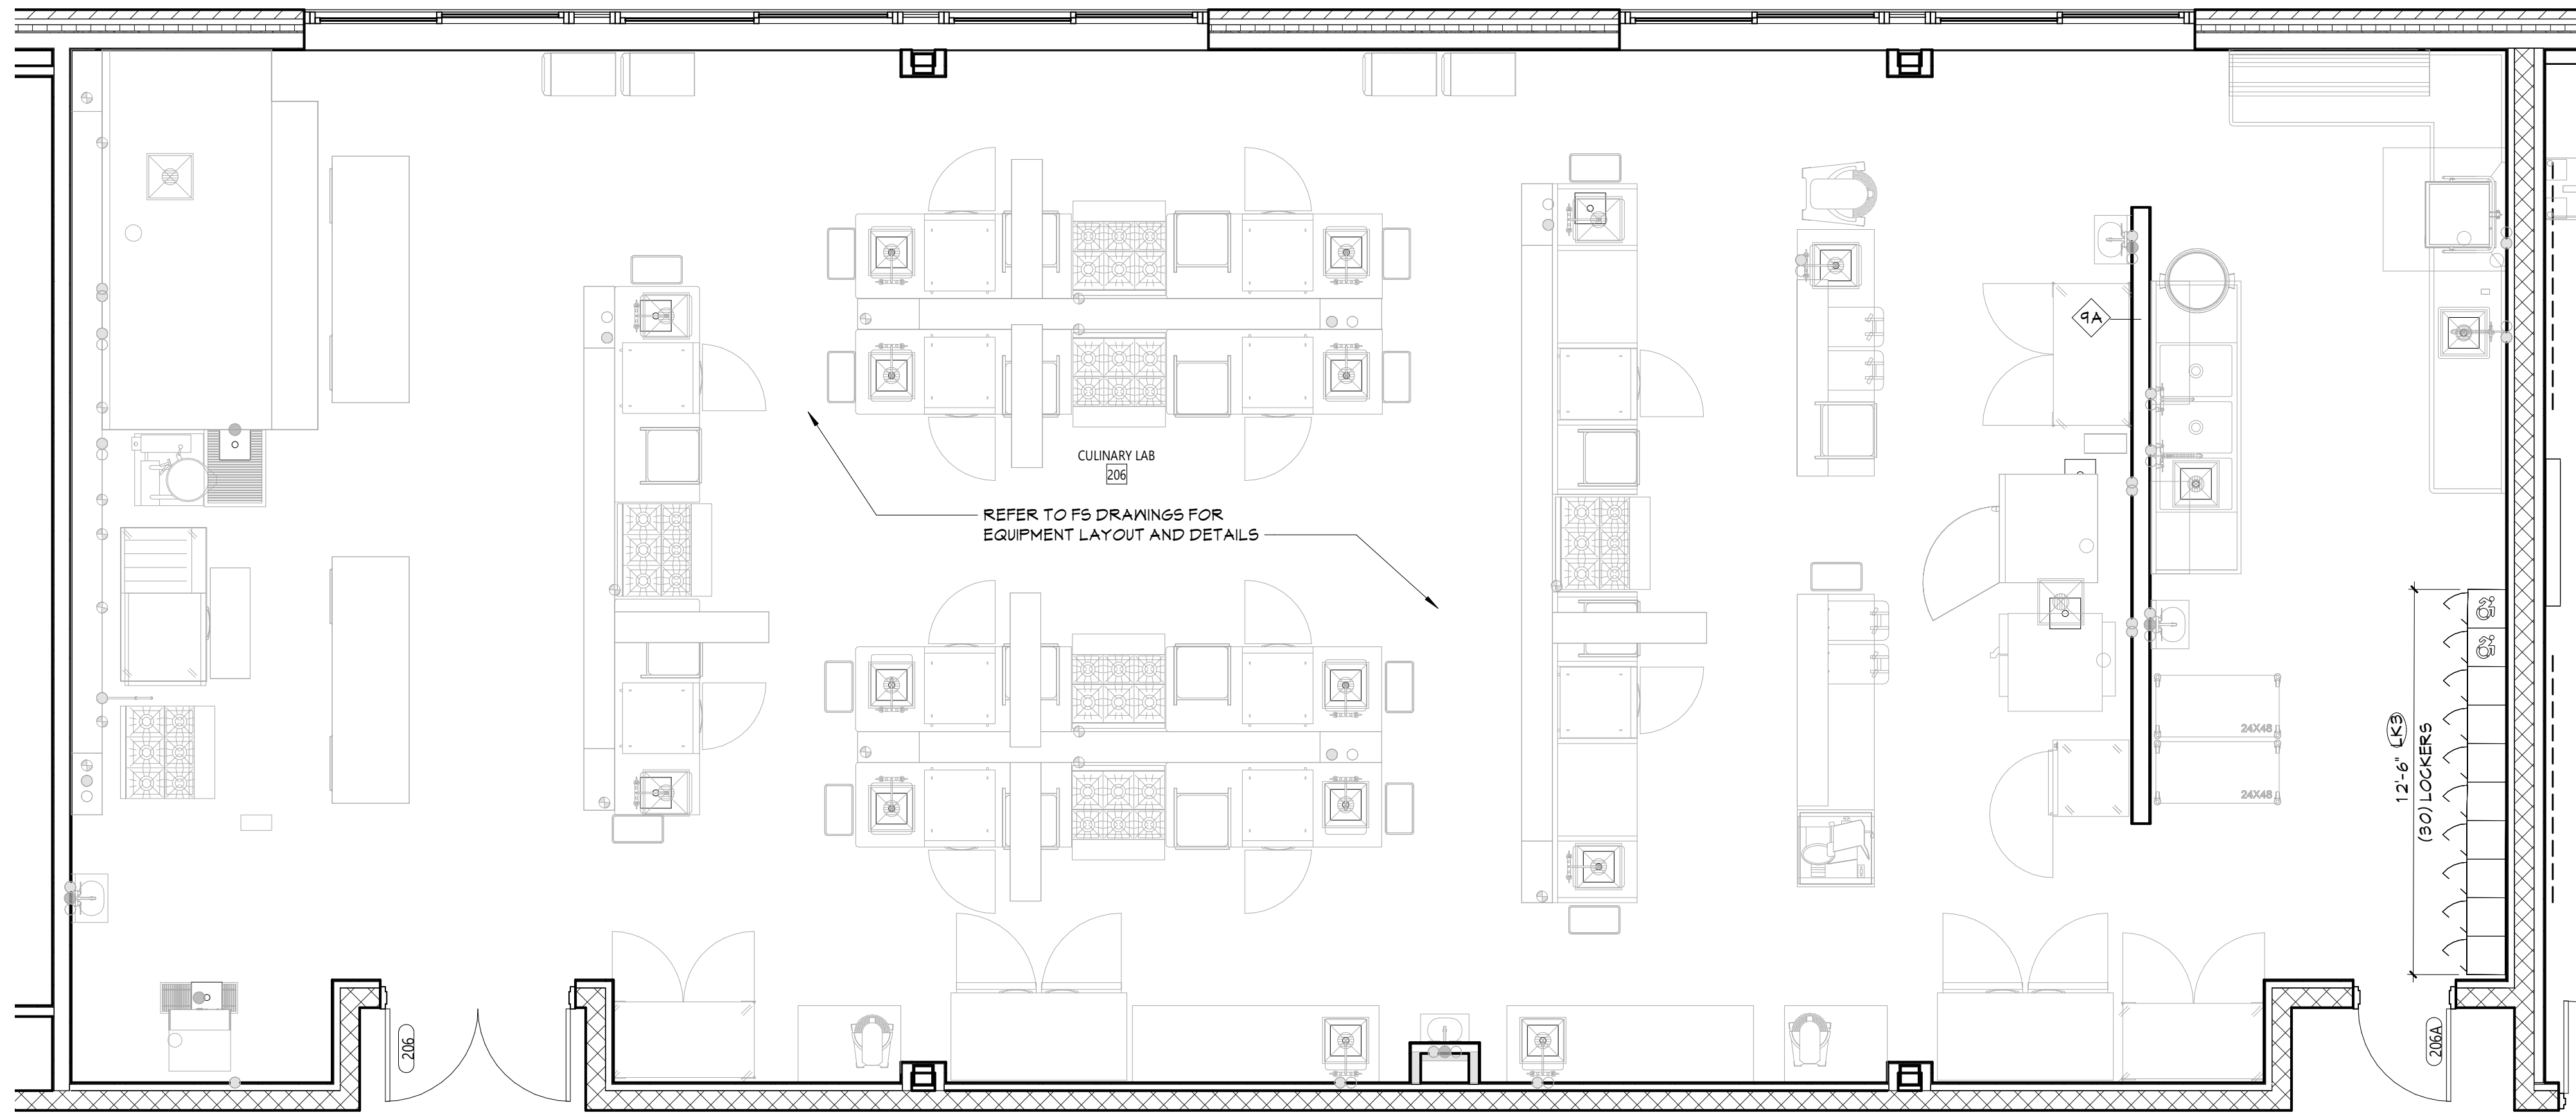 9A
CULINARY LAB
206
REFER TO FS DRAWINGS FOR
EQUIPMENT LAYOUT AND DETAILS
12'-6" LK3
(30) LOCKERS
24X48
24X48
206
206A